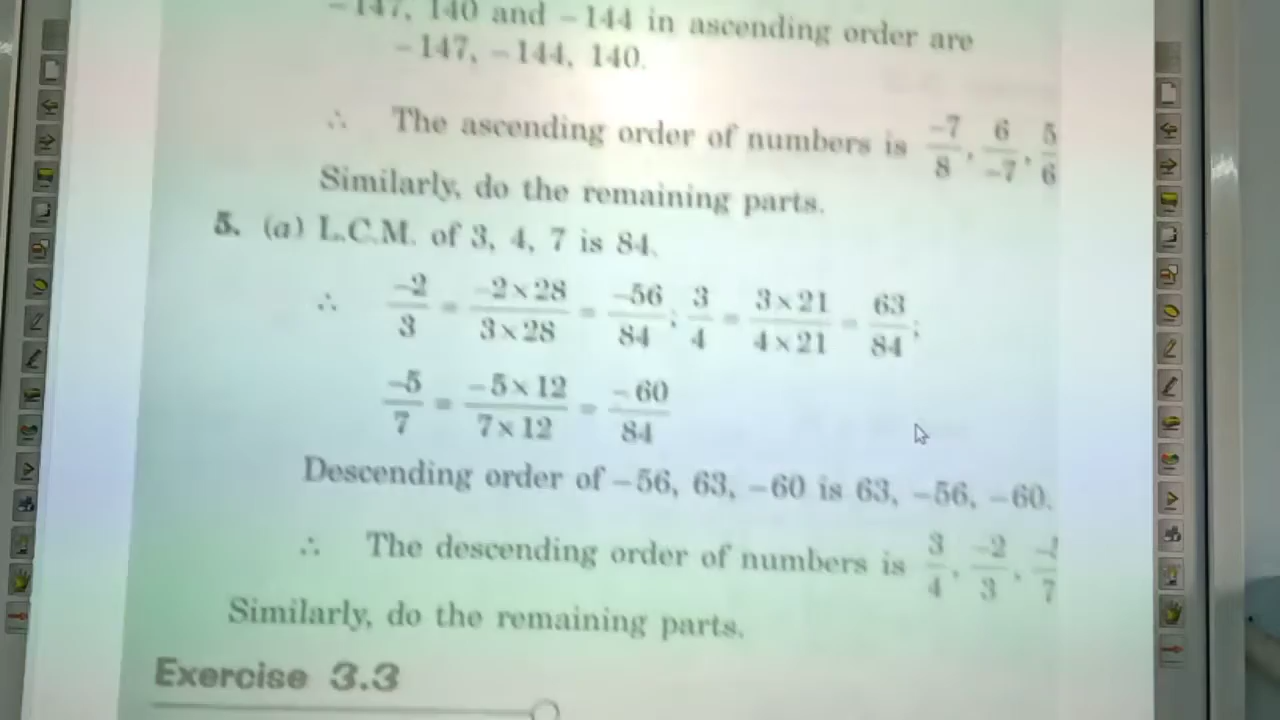 -147, 140 and -144 in ascending order are
-147, -144, 140.
∴ The ascending order of numbers is -7/8, 6/-7, 5/6
Similarly, do the remaining parts.
5. (a) L.C.M. of 3, 4, 7 is 84.
∴ -2/3 = -2×28/3×28 = -56/84; 3/4 = 3×21/4×21 = 63/84;
-5/7 = -5×12/7×12 = -60/84
Descending order of -56, 63, -60 is 63, -56, -60.
∴ The descending order of numbers is 3/4, -2/3, /7
Similarly, do the remaining parts.
Exercise 3.3